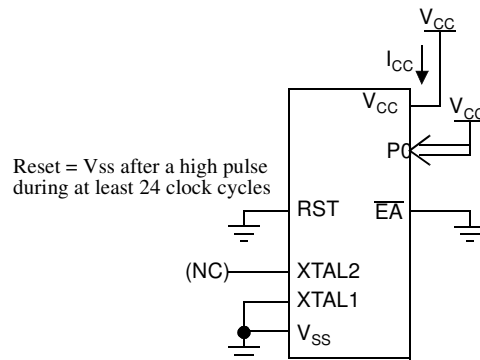 V_CC
I_CC
V_CC
V_CC
P0
Reset = Vss after a high pulse
during at least 24 clock cycles
RST
EA
(NC)
XTAL2
XTAL1
V_SS